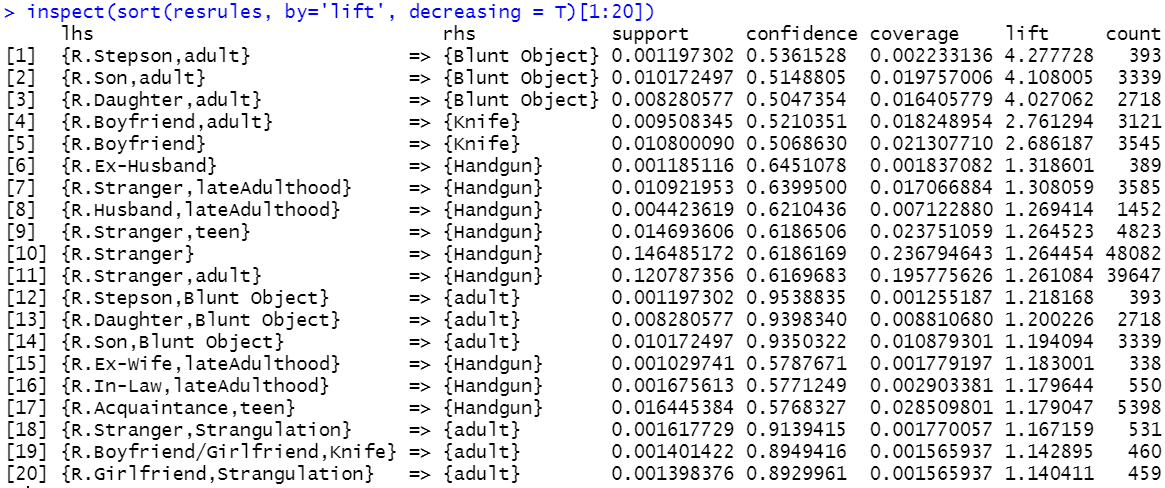 > inspect(sort(resrules, by='lift', decreasing = T)[1:20])
lhs rhs support confidence coverage lift count
[1] {R.Stepson,adult} => {Blunt Object} 0.001197302 0.5361528 0.002233136 4.277728 393
[2] {R.Son,adult} => {Blunt Object} 0.010172497 0.5148805 0.019757006 4.108005 3339
[3] {R.Daughter,adult} => {Blunt Object} 0.008280577 0.5047354 0.016405779 4.027062 2718
[4] {R.Boyfriend,adult} => {Knife} 0.009508345 0.5210351 0.018248954 2.761294 3121
[5] {R.Boyfriend} => {Knife} 0.010800090 0.5068630 0.021307710 2.686187 3545
[6] {R.Ex-Husband} => {Handgun} 0.001185116 0.6451078 0.001837082 1.318601 389
[7] {R.Stranger,lateAdulthood} => {Handgun} 0.010921953 0.6399500 0.017066884 1.308059 3585
[8] {R.Husband,lateAdulthood} => {Handgun} 0.004423619 0.6210436 0.007122880 1.269414 1452
[9] {R.Stranger,teen} => {Handgun} 0.014693606 0.6186506 0.023751059 1.264523 4823
[10] {R.Stranger} => {Handgun} 0.146485172 0.6186169 0.236794643 1.264454 48082
[11] {R.Stranger,adult} => {Handgun} 0.120787356 0.6169683 0.195775626 1.261084 39647
[12] {R.Stepson,Blunt Object} => {adult} 0.001197302 0.9538835 0.001255187 1.218168 393
[13] {R.Daughter,Blunt Object} => {adult} 0.008280577 0.9398340 0.008810680 1.200226 2718
[14] {R.Son,Blunt Object} => {adult} 0.010172497 0.9350322 0.010879301 1.194094 3339
[15] {R.Ex-Wife,lateAdulthood} => {Handgun} 0.001029741 0.5787671 0.001779197 1.183001 338
[16] {R.In-Law,lateAdulthood} => {Handgun} 0.001675613 0.5771249 0.002903381 1.179644 550
[17] {R.Acquaintance,teen} => {Handgun} 0.016445384 0.5768327 0.028509801 1.179047 5398
[18] {R.Stranger,Strangulation} => {adult} 0.001617729 0.9139415 0.001770057 1.167159 531
[19] {R.Boyfriend/Girlfriend,Knife} => {adult} 0.001401422 0.8949416 0.001565937 1.142895 460
[20] {R.Girlfriend,Strangulation} => {adult} 0.001398376 0.8929961 0.001565937 1.140411 459